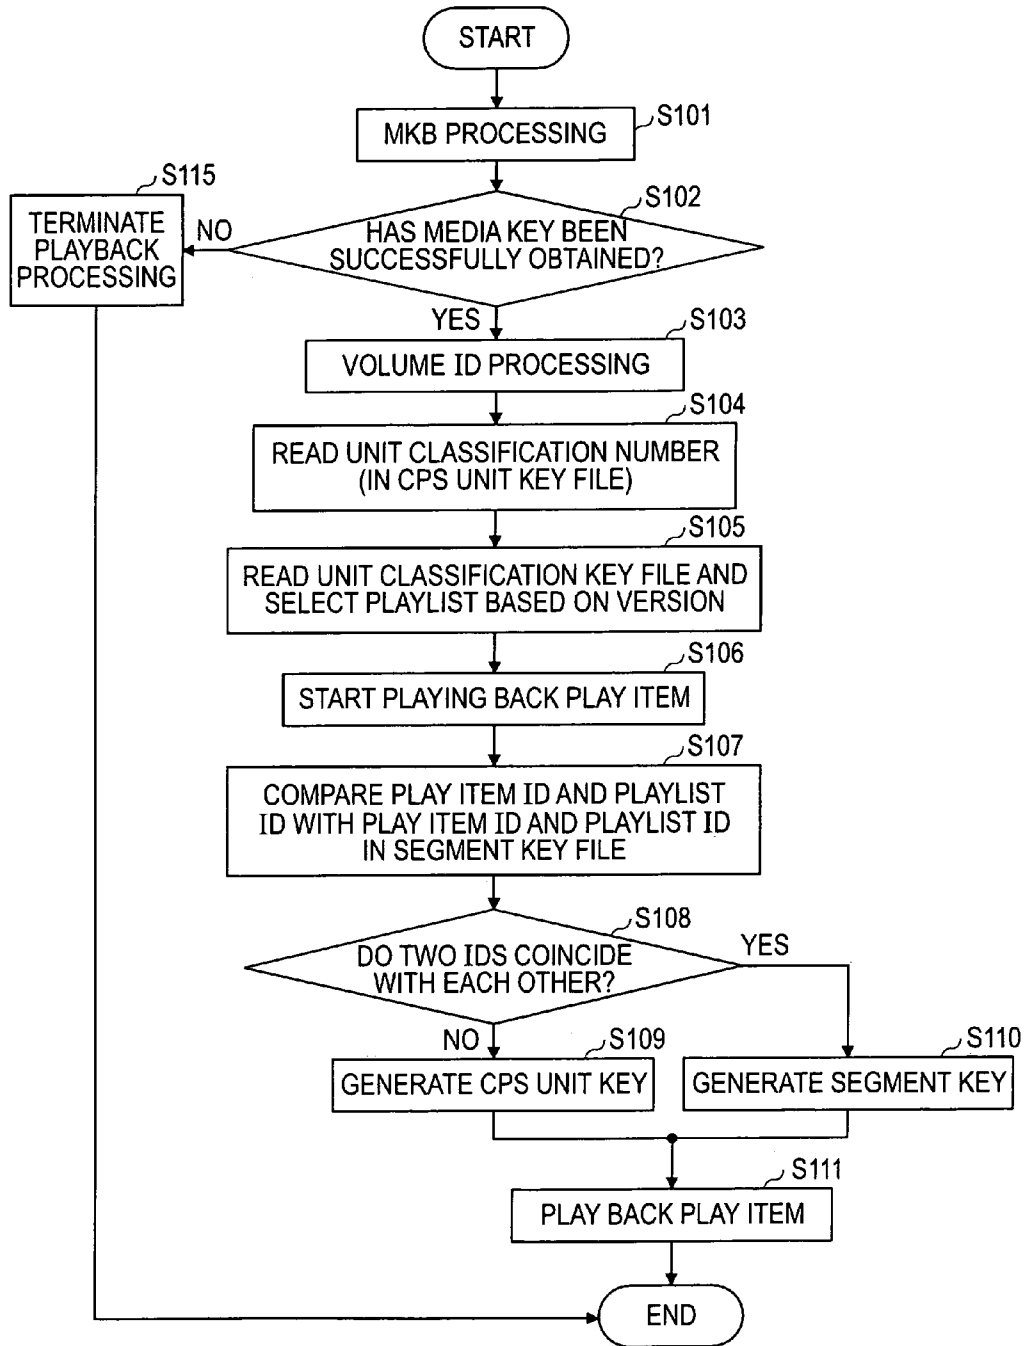 START
S101
MKB PROCESSING
S115
S102
TERMINATE
PLAYBACK
PROCESSING
NO
HAS MEDIA KEY BEEN
SUCCESSFULLY OBTAINED?
YES
S103
VOLUME ID PROCESSING
S104
READ UNIT CLASSIFICATION NUMBER
(IN CPS UNIT KEY FILE)
S105
READ UNIT CLASSIFICATION KEY FILE AND
SELECT PLAYLIST BASED ON VERSION
S106
START PLAYING BACK PLAY ITEM
S107
COMPARE PLAY ITEM ID AND PLAYLIST
ID WITH PLAY ITEM ID AND PLAYLIST ID
IN SEGMENT KEY FILE
S108
DO TWO IDS COINCIDE
WITH EACH OTHER?
YES
NO
S109
GENERATE CPS UNIT KEY
S110
GENERATE SEGMENT KEY
S111
PLAY BACK PLAY ITEM
END